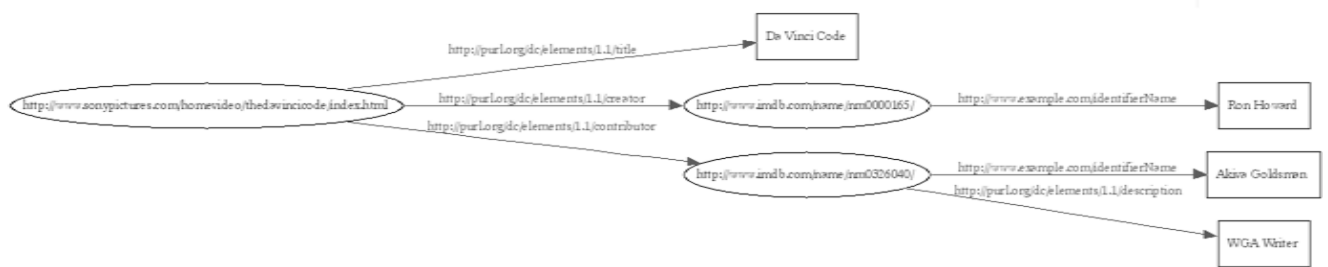 Da Vinci Code
http://purl.org/dc/elements/1.1/title
http://www.sonypictures.com/homevideo/thedavincicode/index.html
http://purl.org/dc/elements/1.1/creator
http://www.imdb.com/name/nm0000165/
http://www.example.com/identifierName
Ron Howard
http://purl.org/dc/elements/1.1/contributor
http://www.imdb.com/name/nm0326040/
http://www.example.com/identifierName
Akiva Goldsman
http://purl.org/dc/elements/1.1/description
WGA Writer